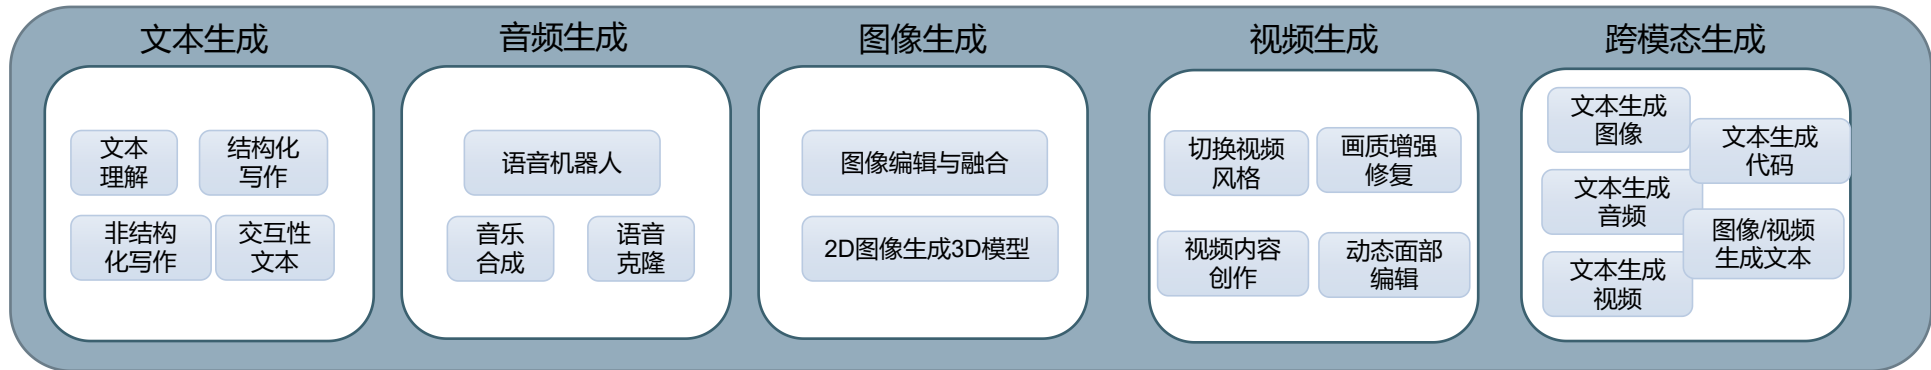 文本生成
文本
理解
结构化
写作
非结构
化写作
交互性
文本
音频生成
语音机器人
音乐
合成
语音
克隆
图像生成
图像编辑与融合
2D图像生成3D模型
视频生成
切换视频
风格
画质增强
修复
视频内容
创作
动态面部
编辑
跨模态生成
文本生成
图像
文本生成
代码
文本生成
音频
图像/视频
生成文本
文本生成
视频